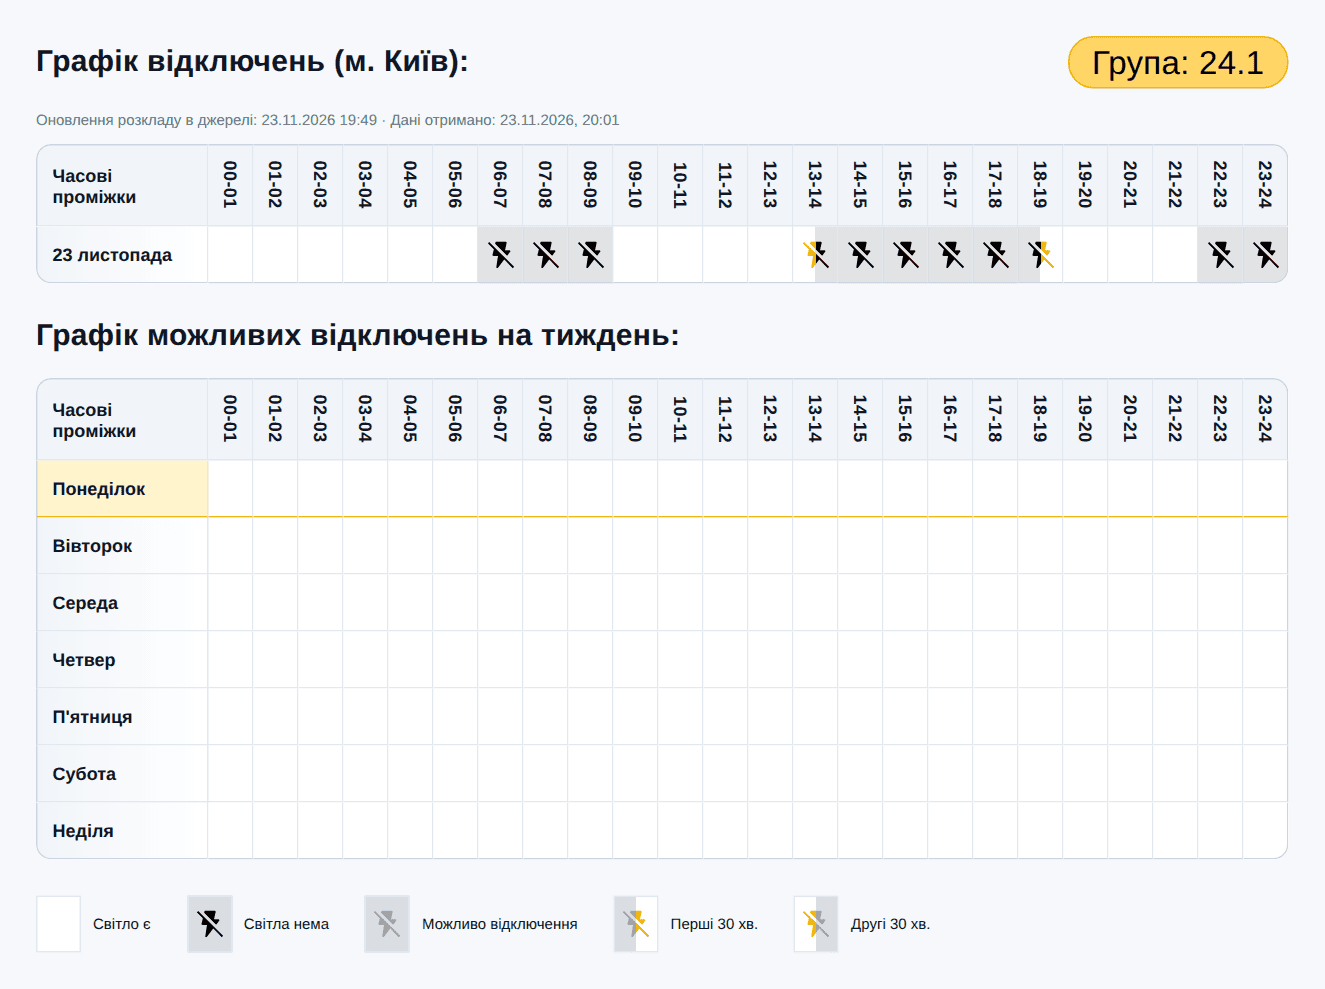 Графік відключень (м. Київ):
Група: 24.1
Оновлення розкладу в джерелі: 23.11.2026 19:49 · Дані отримано: 23.11.2026, 20:01
Часові проміжки 00-01 01-02 02-03 03-04 04-05 05-06 06-07 07-08 08-09 09-10 10-11 11-12 12-13 13-14 14-15 15-16 16-17 17-18 18-19 19-20 20-21 21-22 22-23 23-24
23 листопада
Графік можливих відключень на тиждень:
Часові проміжки 00-01 01-02 02-03 03-04 04-05 05-06 06-07 07-08 08-09 09-10 10-11 11-12 12-13 13-14 14-15 15-16 16-17 17-18 18-19 19-20 20-21 21-22 22-23 23-24
Понеділок
Вівторок
Середа
Четвер
П'ятниця
Субота
Неділя
Світло є Світла нема Можливо відключення Перші 30 хв. Другі 30 хв.